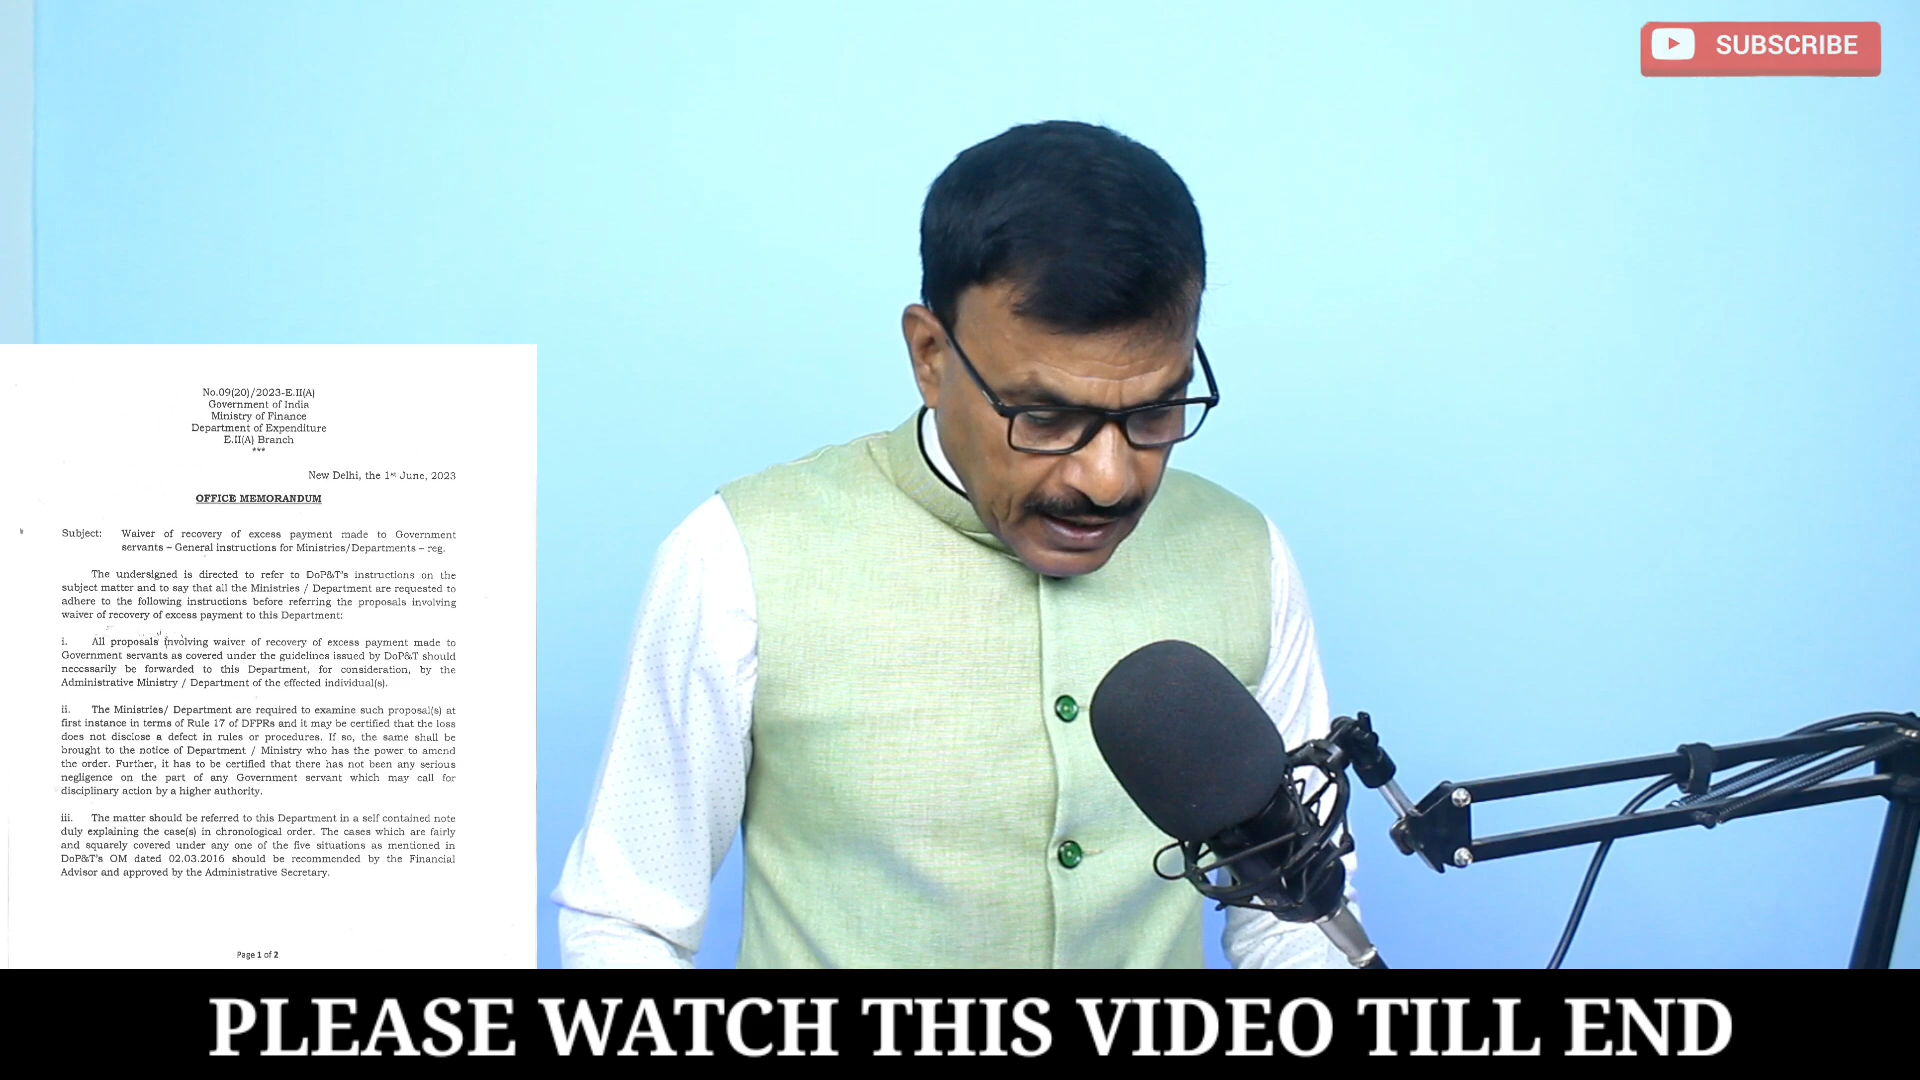 SUBSCRIBE
No.09(20)/2023-E.II(A)
Government of India
Ministry of Finance
Department of Expenditure
E.II(A) Branch
***
New Delhi, the 1st June, 2023
OFFICE MEMORANDUM
Subject: Waiver of recovery of excess payment made to Government
servants – General instructions for Ministries/Departments – reg.
The undersigned is directed to refer to DoP&T's instructions on the
subject matter and to say that all the Ministries / Department are requested to
adhere to the following instructions before referring the proposals involving
waiver of recovery of excess payment to this Department:
i. All proposals involving waiver of recovery of excess payment made to
Government servants as covered under the guidelines issued by DoP&T should
necessarily be forwarded to this Department, for consideration, by the
Administrative Ministry / Department of the effected individual(s).
ii. The Ministries/ Department are required to examine such proposal(s) at
first instance in terms of Rule 17 of DFPRs and it may be certified that the loss
does not disclose a defect in rules or procedures. If so, the same shall be
brought to the notice of Department / Ministry who has the power to amend
the order. Further, it has to be certified that there has not been any serious
negligence on the part of any Government servant which may call for
disciplinary action by a higher authority.
iii. The matter should be referred to this Department in a self contained note
duly explaining the case(s) in chronological order. The cases which are fairly
and squarely covered under any one of the five situations as mentioned in
DoP&T's OM dated 02.03.2016 should be recommended by the Financial
Advisor and approved by the Administrative Secretary.
Page 1 of 2
PLEASE WATCH THIS VIDEO TILL END